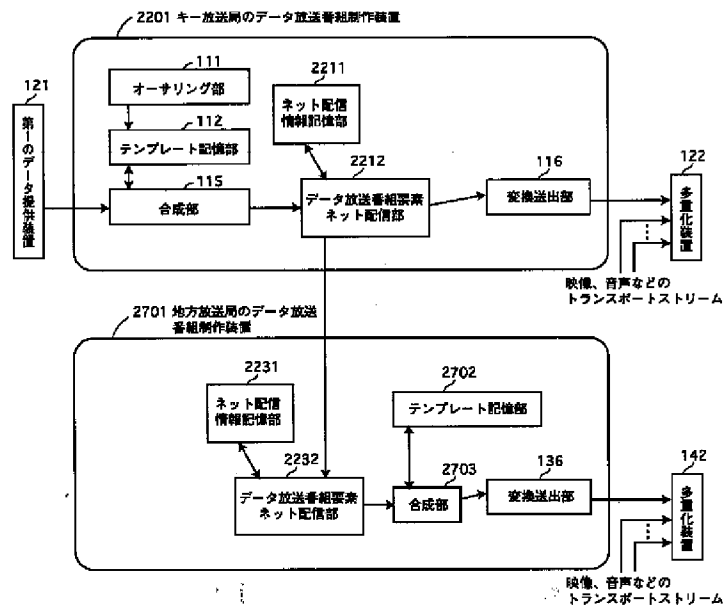 2201 キー放送局のデータ放送番組制作装置
121
第1のデータ提供装置
111
オーサリング部
112
テンプレート記憶部
115
合成部
2211
ネット配信
情報記憶部
2212
データ放送番組要素
ネット配信部
116
変換送出部
122
多重化装置
映像、音声などの
トランスポートストリーム
2701 地方放送局のデータ放送
番組制作装置
2231
ネット配信
情報記憶部
2232
データ放送番組要素
ネット配信部
2702
テンプレート記憶部
2703
合成部
136
変換送出部
142
多重化装置
映像、音声などの
トランスポートストリーム